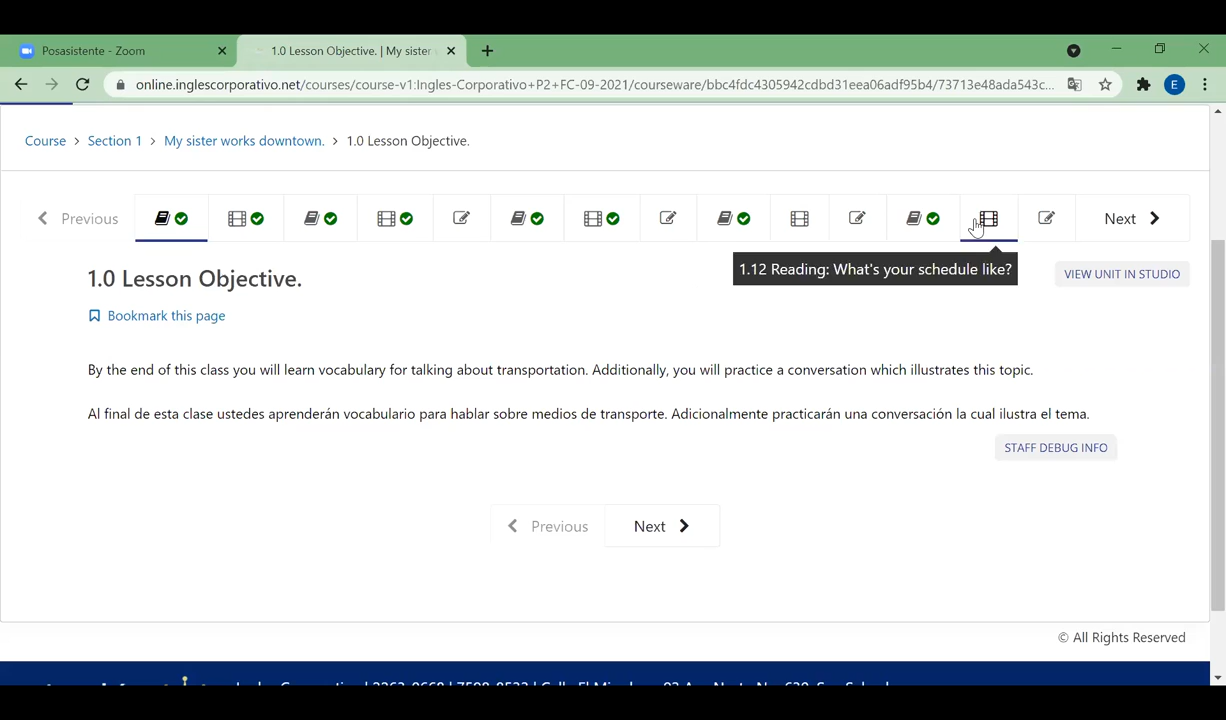 Posasistente - Zoom
1.0 Lesson Objective. | My sister
online.inglescorporativo.net/courses/course-v1:Ingles-Corporativo+P2+FC-09-2021/courseware/bbc4fdc4305942cdbd31eea06adf95b4/73713e48ada543c...
E
Course > Section 1 > My sister works downtown. > 1.0 Lesson Objective.
Previous
Next
1.12 Reading: What's your schedule like?
1.0 Lesson Objective.
VIEW UNIT IN STUDIO
Bookmark this page
By the end of this class you will learn vocabulary for talking about transportation. Additionally, you will practice a conversation which illustrates this topic.
Al final de esta clase ustedes aprenderán vocabulario para hablar sobre medios de transporte. Adicionalmente practicarán una conversación la cual ilustra el tema.
STAFF DEBUG INFO
Previous
Next
© All Rights Reserved